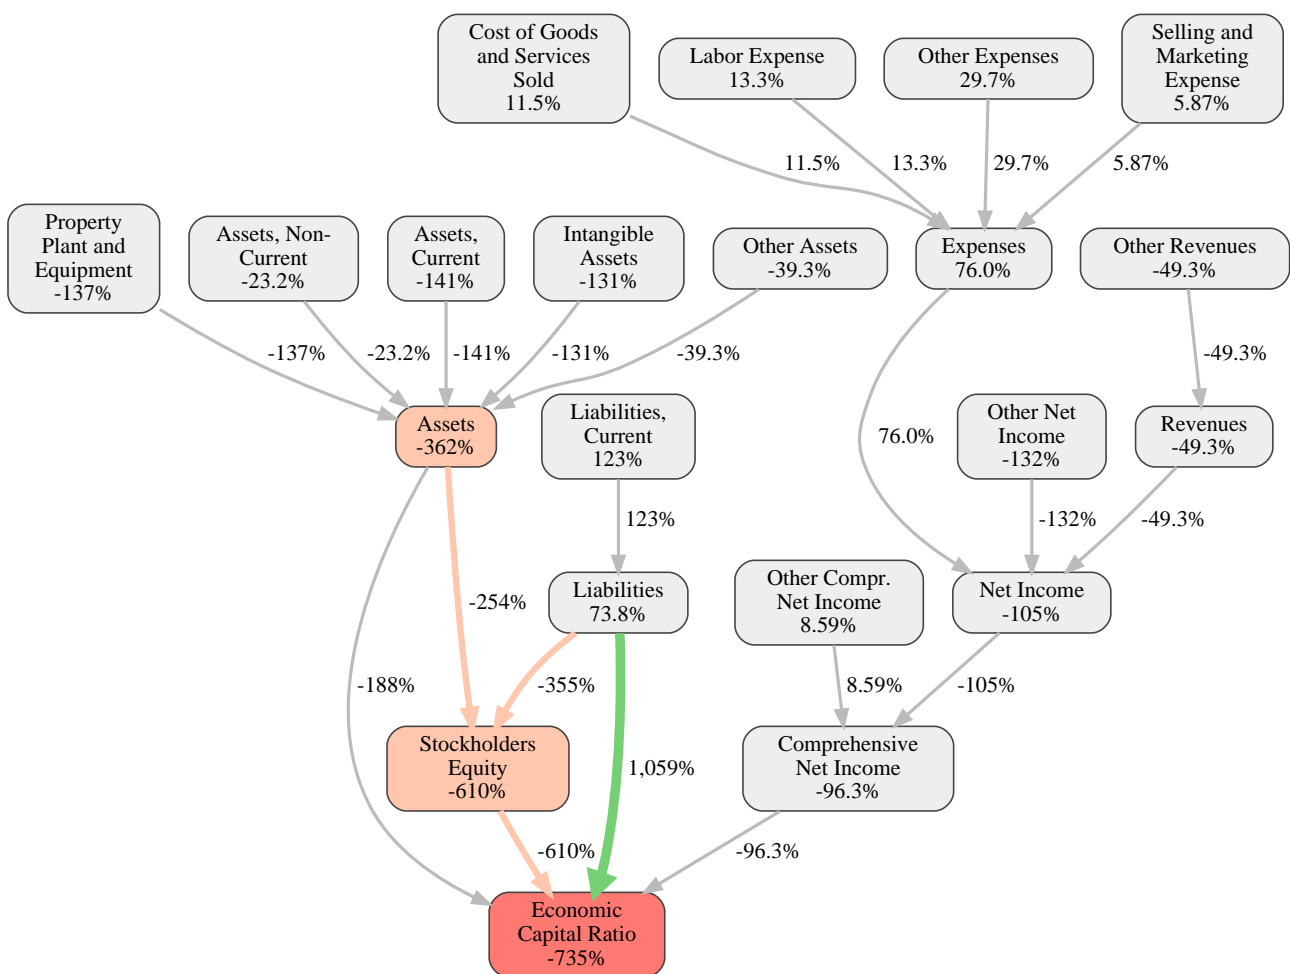 Cost of Goods
and Services
Sold
11.5%
Labor Expense
13.3%
Other Expenses
29.7%
Selling and
Marketing
Expense
5.87%
11.5%
13.3%
29.7%
5.87%
Property
Plant and
Equipment
-137%
Assets, Non-
Current
-23.2%
Assets,
Current
-141%
Intangible
Assets
-131%
Other Assets
-39.3%
Expenses
76.0%
Other Revenues
-49.3%
-137%
-23.2%
-141%
-131%
-39.3%
-49.3%
Assets
-362%
Liabilities,
Current
123%
76.0%
Other Net
Income
-132%
Revenues
-49.3%
123%
-132%
-49.3%
-254%
Liabilities
73.8%
Other Compr.
Net Income
8.59%
Net Income
-105%
-188%
-355%
8.59%
-105%
Stockholders
Equity
-610%
1,059%
Comprehensive
Net Income
-96.3%
-610%
-96.3%
Economic
Capital Ratio
-735%